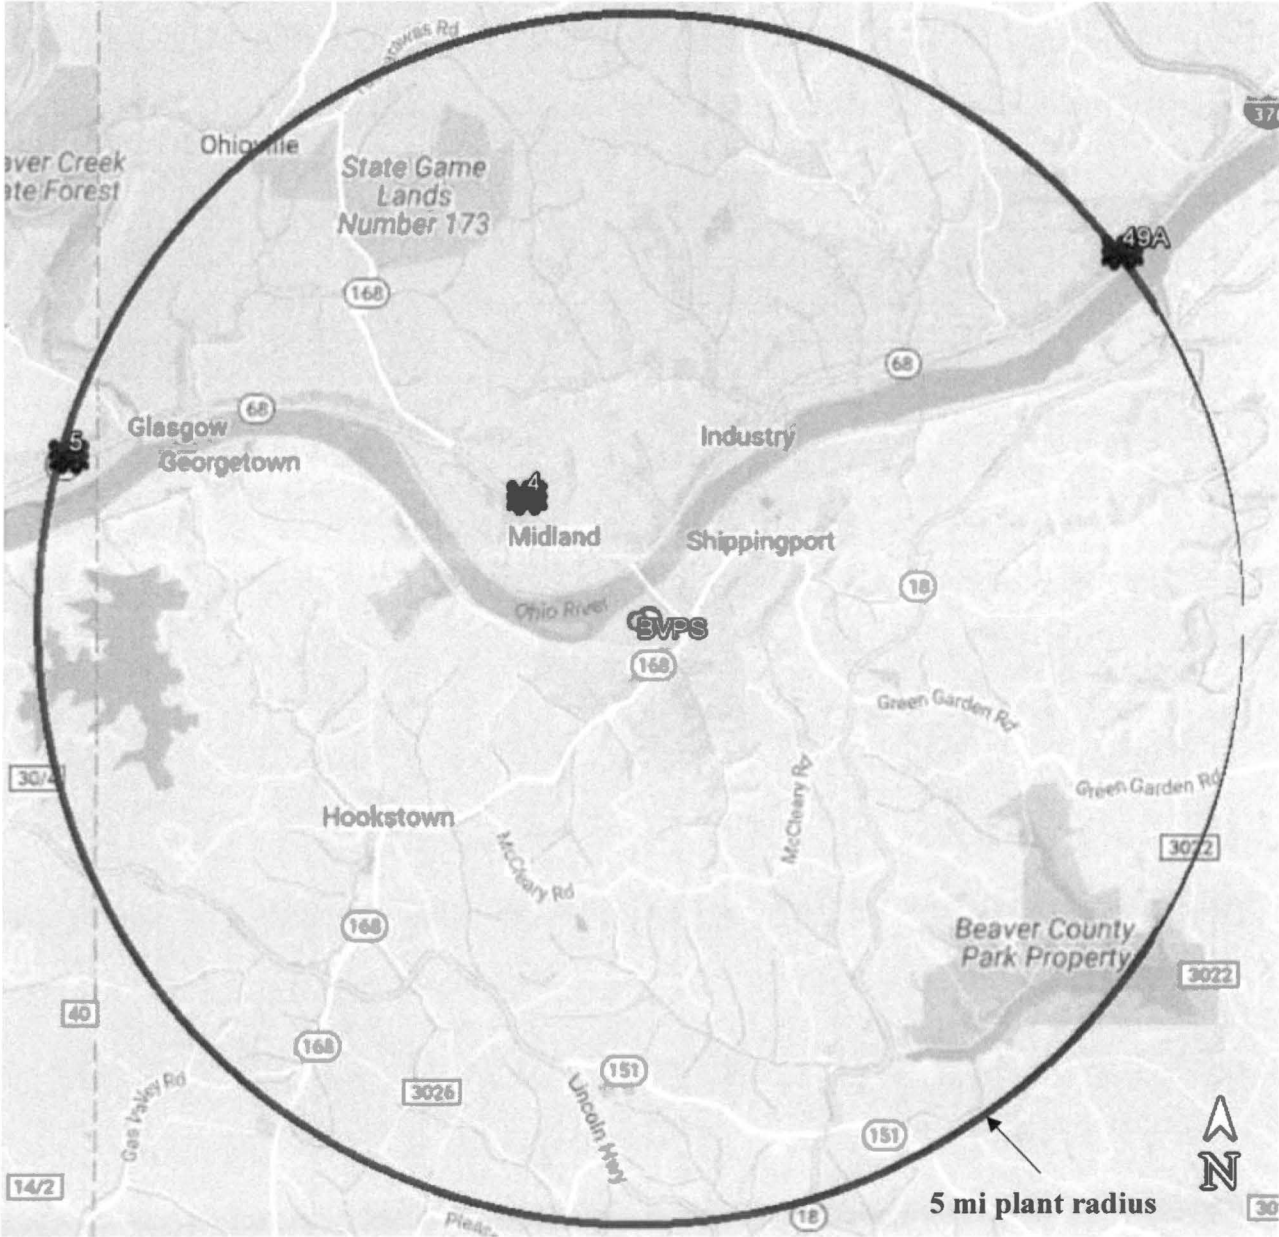 376
49A
Ohioville
aver Creek
ate Forest
State Game
Lands
Number 173
168
68
68
5
Glasgow
Georgetown
Industry
4
Midland
Shippingport
18
Ohio River
BVPS
168
Green Garden Rd
30/4
Green Garden Rd
McCleary Rd
Hookstown
3022
McCleary Rd
168
Beaver County
Park Property
3022
40
168
151
3026
Gas Valley Rd
Lincoln Hwy
151
N
14/2
5 mi plant radius
18
30